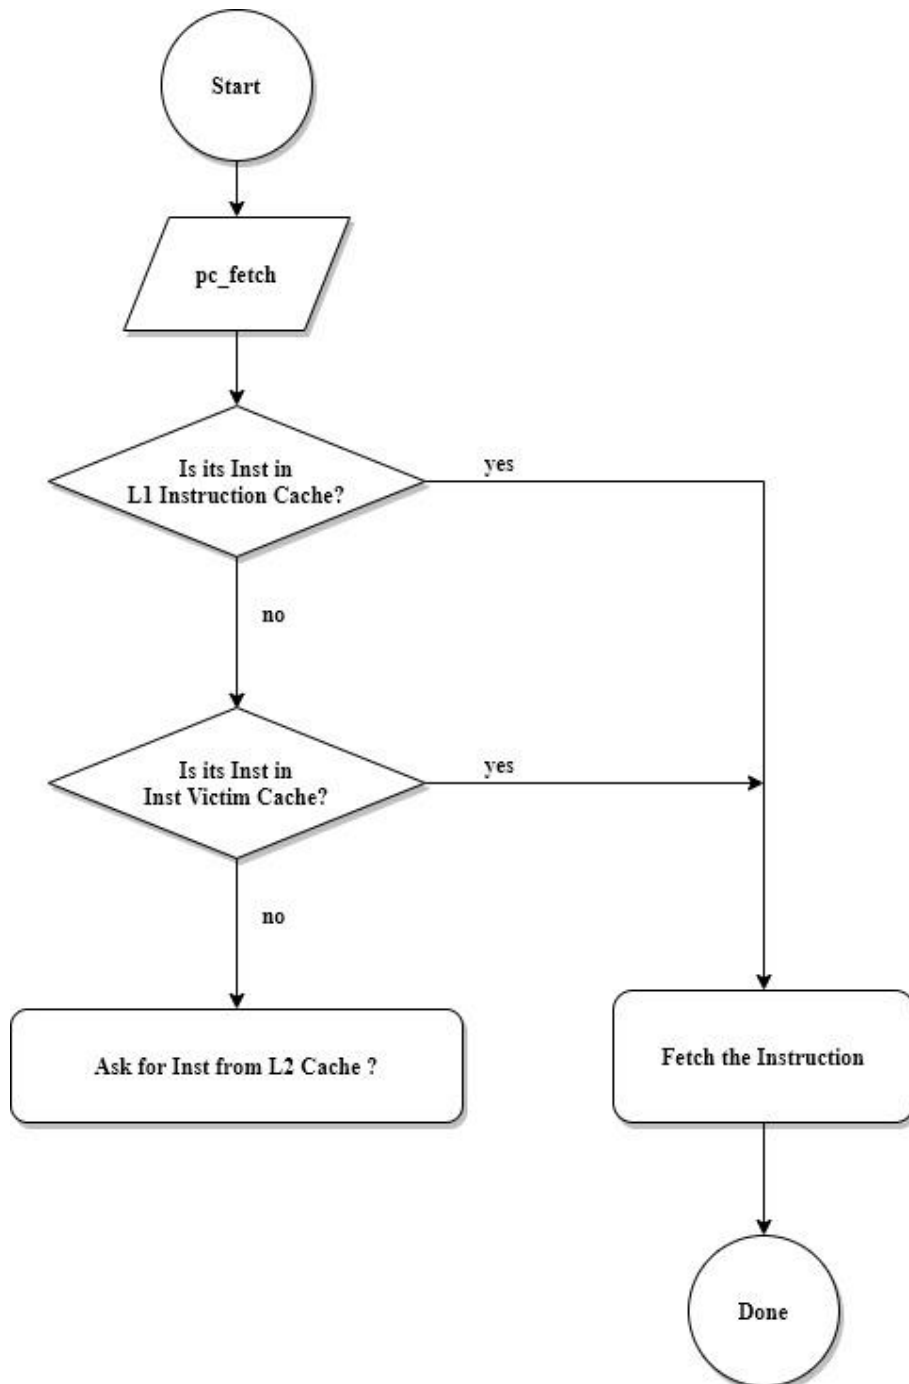 Start
pc_fetch
Is its Inst in
L1 Instruction Cache?
yes
no
Is its Inst in
Inst Victim Cache?
yes
no
Ask for Inst from L2 Cache ?
Fetch the Instruction
Done